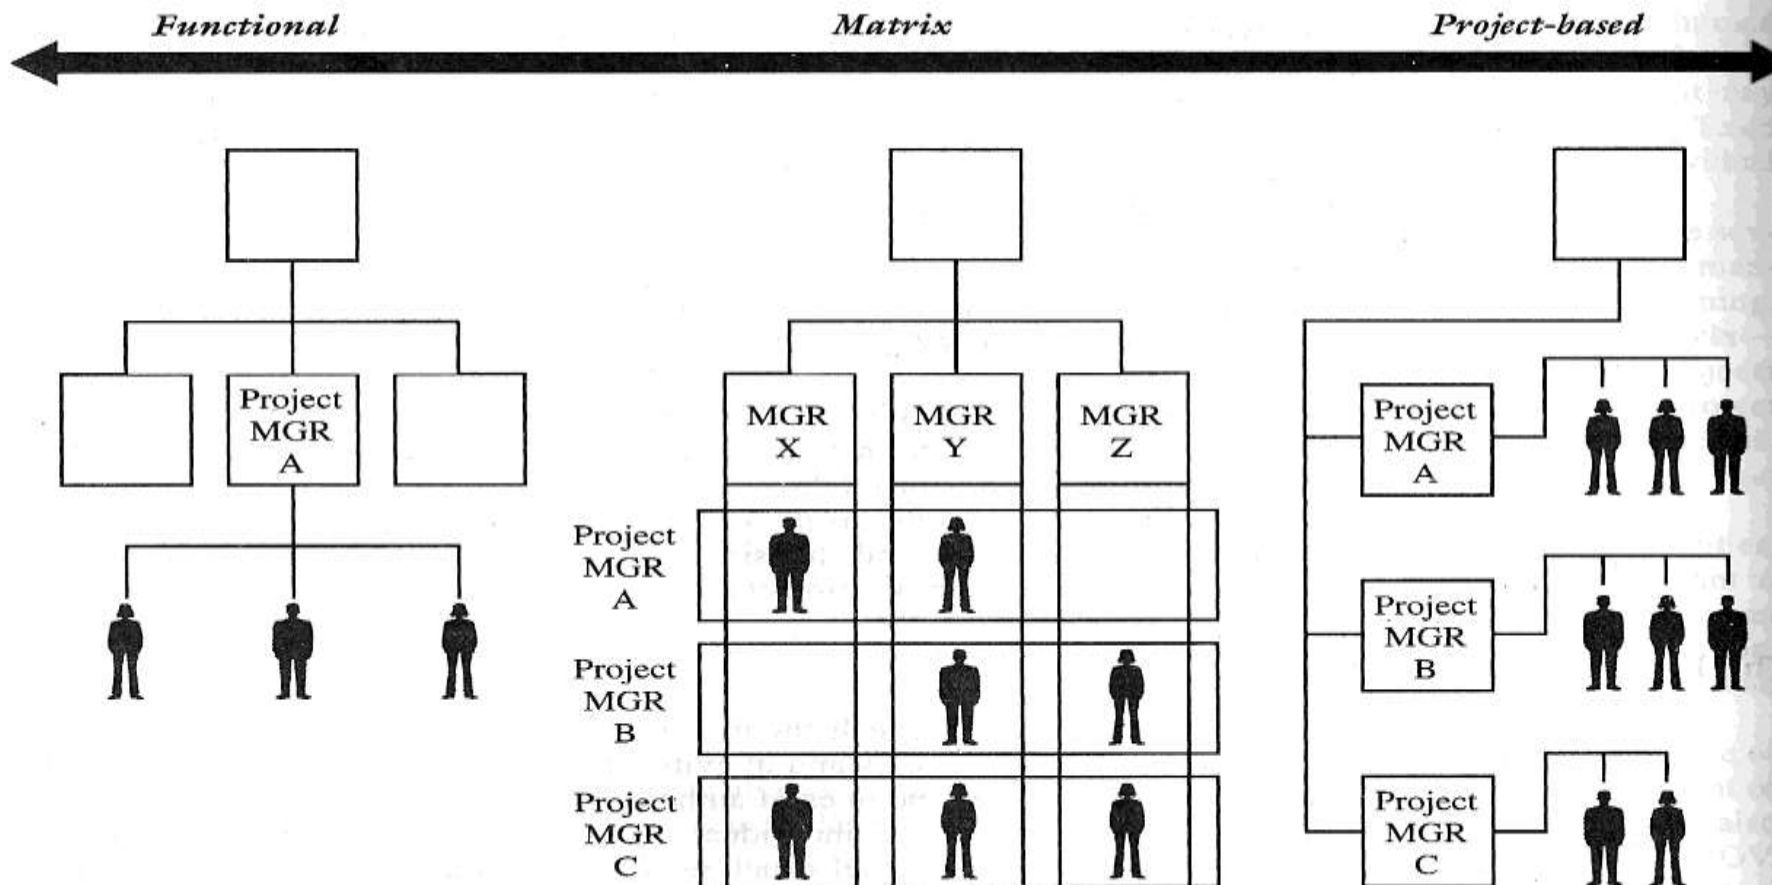 Functional
Matrix
Project-based
Project
MGR
A
MGR
X
MGR
Y
MGR
Z
Project
MGR
A
Project
MGR
B
Project
MGR
C
Project
MGR
A
Project
MGR
B
Project
MGR
C